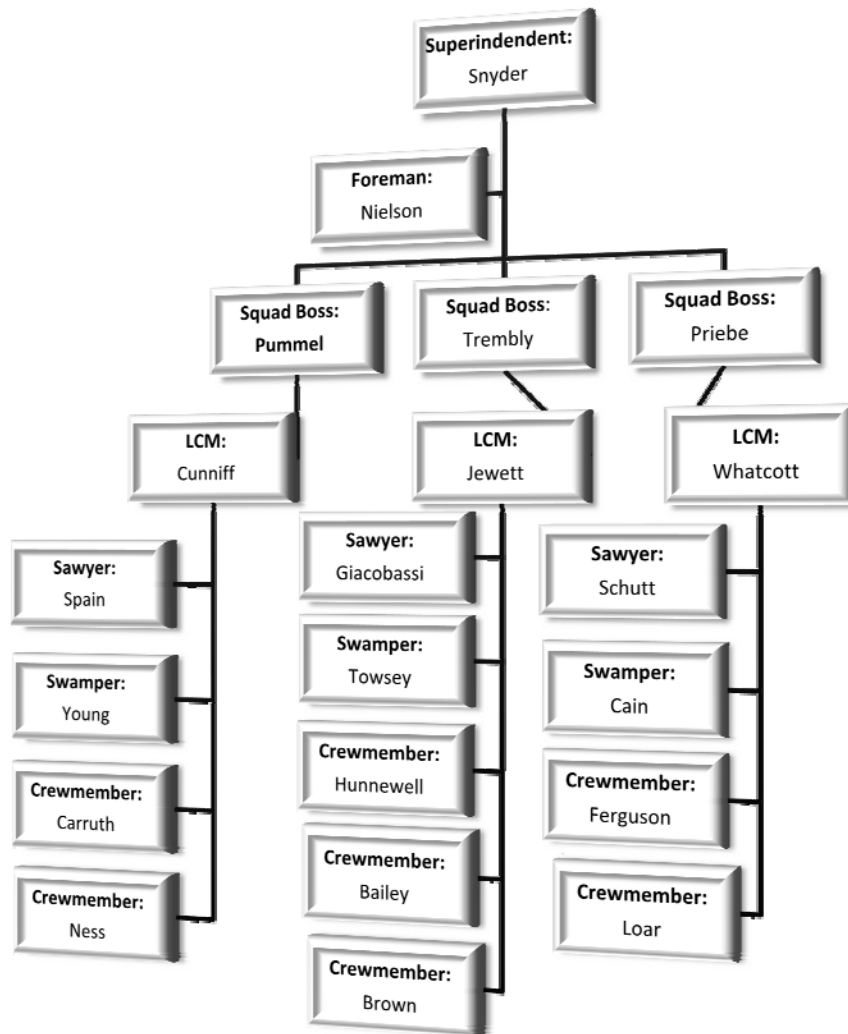 Superindendent:
Snyder
Foreman:
Nielson
Squad Boss:
Pummel
Squad Boss:
Trembly
Squad Boss:
Priebe
LCM:
Cunniff
LCM:
Jewett
LCM:
Whatcott
Sawyer:
Spain
Swamper:
Young
Crewmember:
Carruth
Crewmember:
Ness
Sawyer:
Giacobassi
Swamper:
Towsey
Crewmember:
Hunnewell
Crewmember:
Bailey
Crewmember:
Brown
Sawyer:
Schutt
Swamper:
Cain
Crewmember:
Ferguson
Crewmember:
Loar